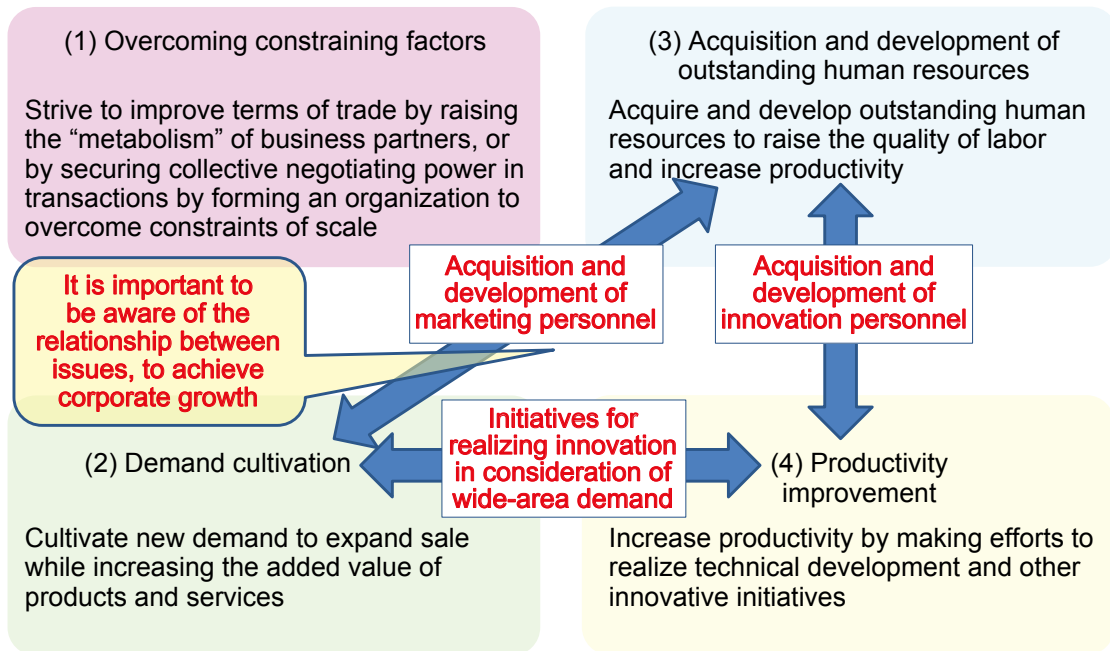 (1) Overcoming constraining factors
Strive to improve terms of trade by raising
the “metabolism” of business partners, or
by securing collective negotiating power in
transactions by forming an organization to
overcome constraints of scale
(3) Acquisition and development of
outstanding human resources
Acquire and develop outstanding human
resources to raise the quality of labor
and increase productivity
It is important to
be aware of the
relationship between
issues, to achieve
corporate growth
Acquisition and
development of
marketing personnel
Acquisition and
development of
innovation personnel
Initiatives for
realizing innovation
in consideration of
wide-area demand
(2) Demand cultivation
Cultivate new demand to expand sale
while increasing the added value of
products and services
(4) Productivity
improvement
Increase productivity by making efforts to
realize technical development and other
innovative initiatives